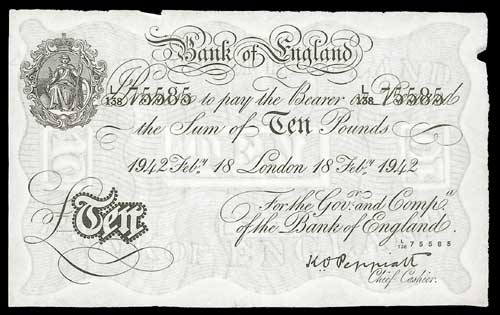 Bank of England
L/138 75585 L/138 75585
Promise to pay the Bearer on Demand
the Sum of Ten Pounds
1942 Feby 18 London 18 Feby 1942
For the Govr and Compa
of the Bank of England.
£Ten
L/138 75585
K.O. Peppiatt
Chief Cashier.